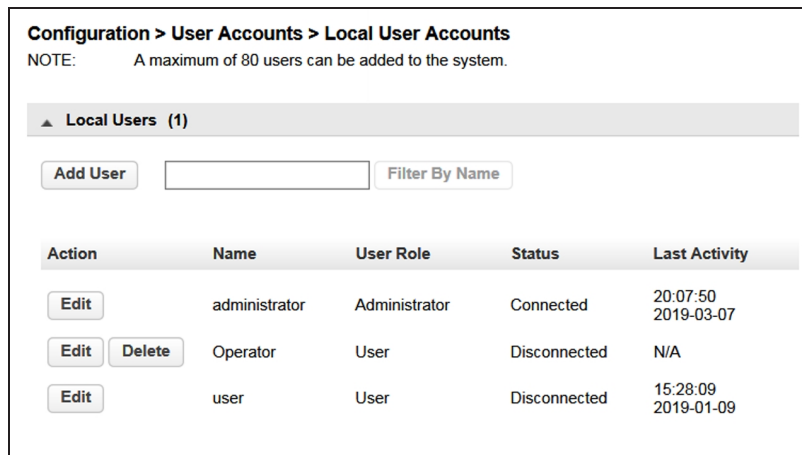 Configuration > User Accounts > Local User Accounts
NOTE: A maximum of 80 users can be added to the system.
Local Users (1)
Add User Filter By Name
Action Name User Role Status Last Activity
Edit administrator Administrator Connected 20:07:50
2019-03-07
Edit Delete Operator User Disconnected N/A
Edit user User Disconnected 15:28:09
2019-01-09